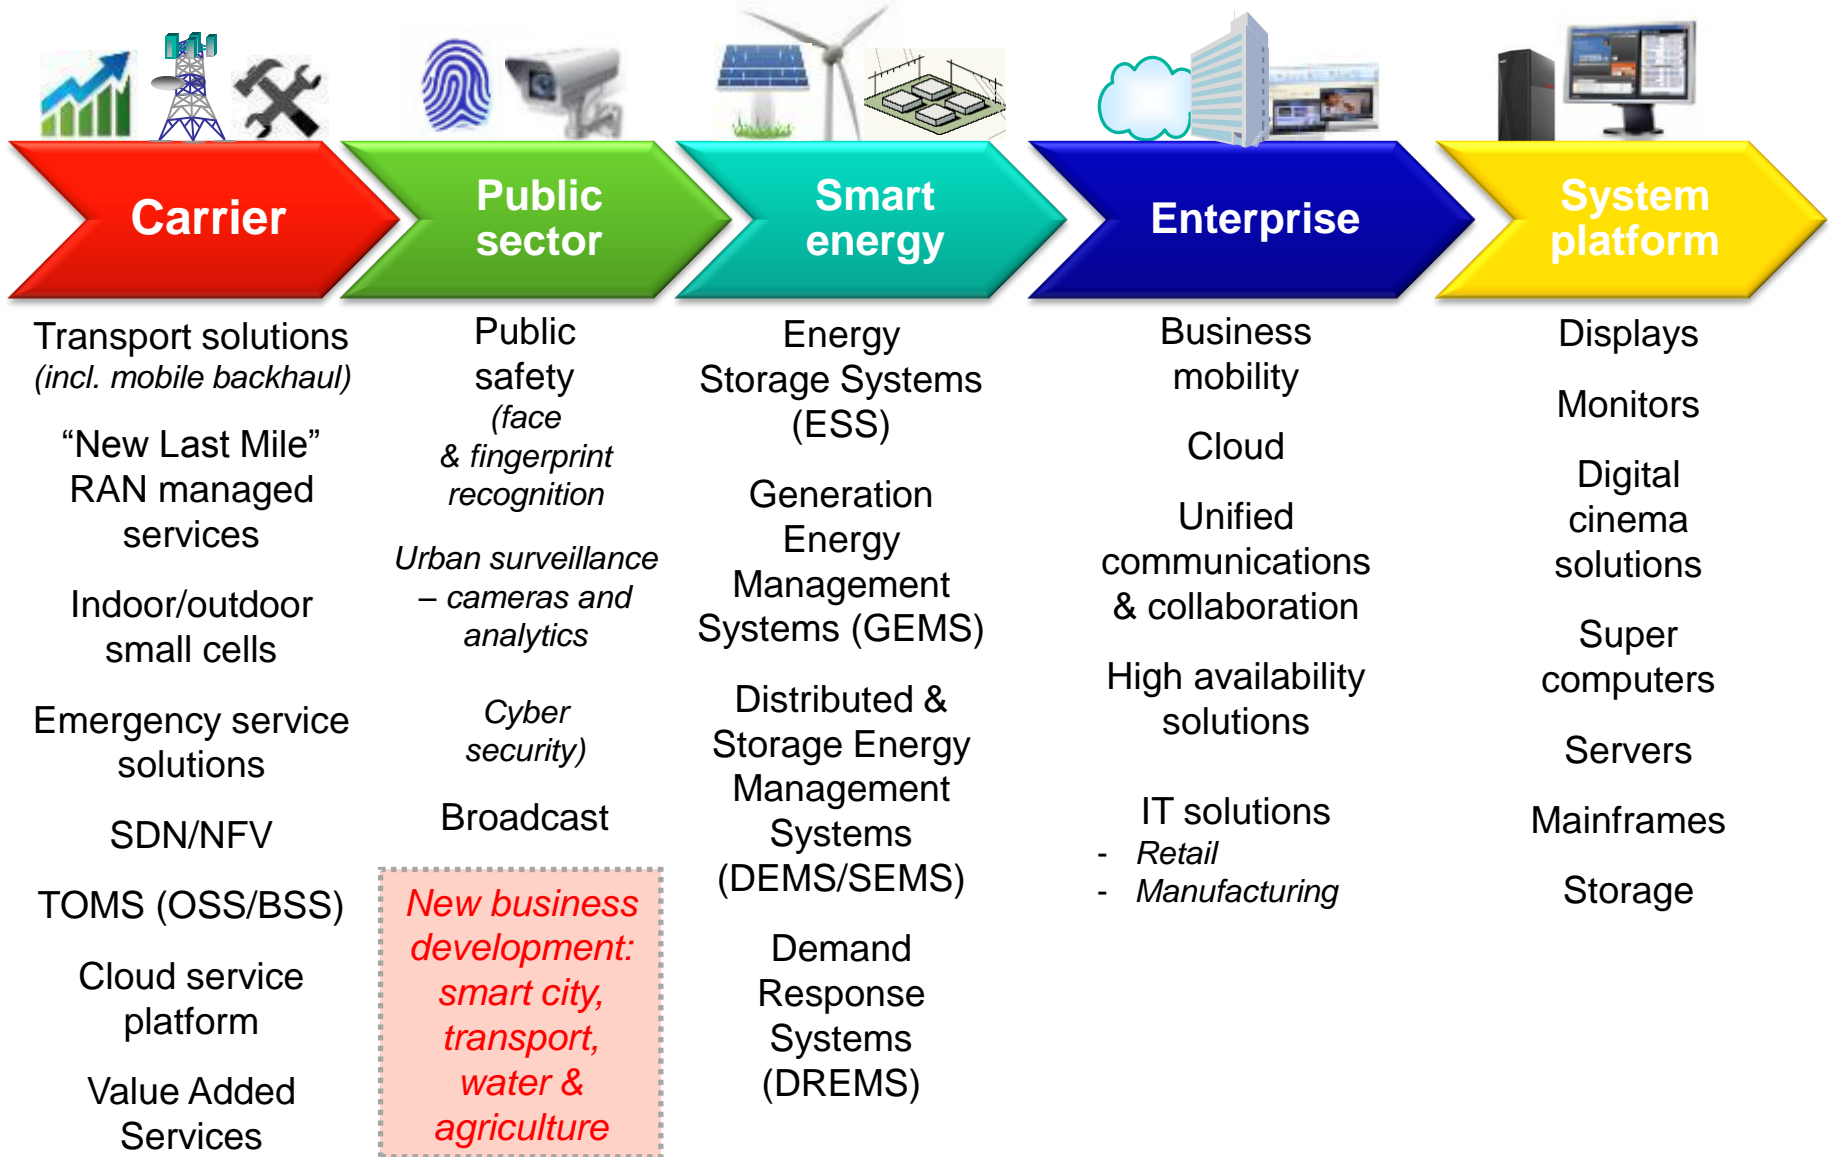 Carrier
Public
sector
Smart
energy
Enterprise
System
platform
Transport solutions
(incl. mobile backhaul)
“New Last Mile”
RAN managed
services
Indoor/outdoor
small cells
Emergency service
solutions
SDN/NFV
TOMS (OSS/BSS)
Cloud service
platform
Value Added
Services
Public
safety
(face
& fingerprint
recognition
Urban surveillance
– cameras and
analytics
Cyber
security)
Broadcast
New business
development:
smart city,
transport,
water &
agriculture
Energy
Storage Systems
(ESS)
Generation
Energy
Management
Systems (GEMS)
Distributed &
Storage Energy
Management
Systems
(DEMS/SEMS)
Demand
Response
Systems
(DREMS)
Business
mobility
Cloud
Unified
communications
& collaboration
High availability
solutions
IT solutions
- Retail
- Manufacturing
Displays
Monitors
Digital
cinema
solutions
Super
computers
Servers
Mainframes
Storage